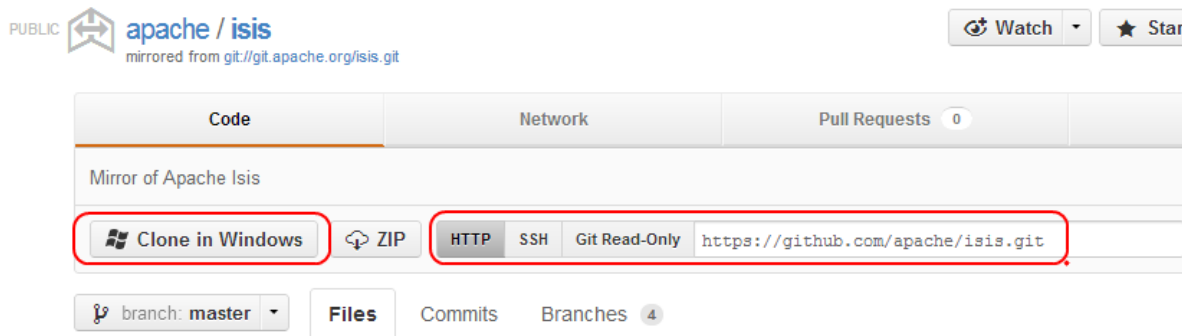 PUBLIC apache / isis Watch
mirrored from git://git.apache.org/isis.git
Code Network Pull Requests 0
Mirror of Apache Isis
Clone in Windows ZIP HTTP SSH Git Read-Only https://github.com/apache/isis.git
branch: master Files Commits Branches 4